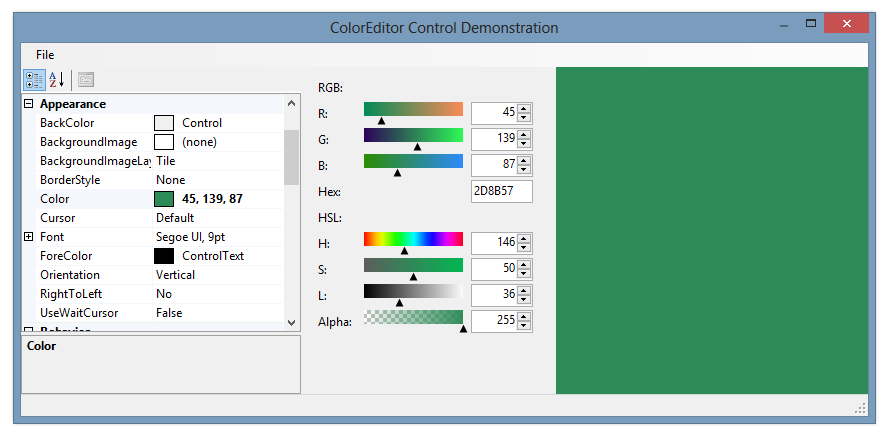 ColorEditor Control Demonstration
File
Appearance
BackColor Control
BackgroundImage (none)
BackgroundImageLay Tile
BorderStyle None
Color 45, 139, 87
Cursor Default
Font Segoe UI, 9pt
ForeColor ControlText
Orientation Vertical
RightToLeft No
UseWaitCursor False
Behavior
Color
RGB:
R: 45
G: 139
B: 87
Hex: 2D8B57
HSL:
H: 146
S: 50
L: 36
Alpha: 255